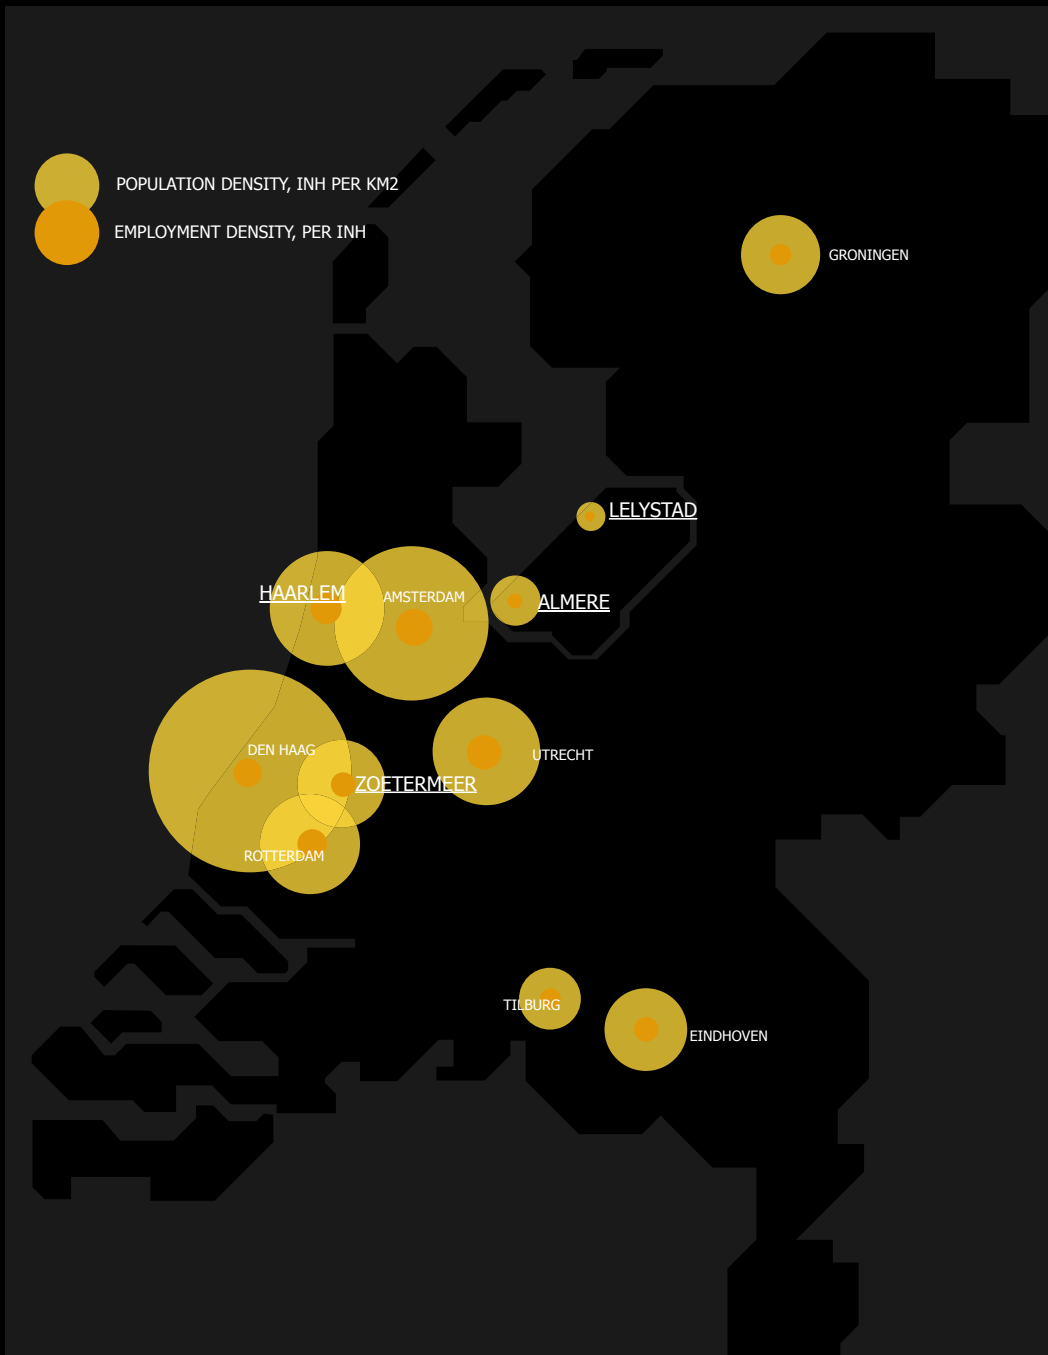 POPULATION DENSITY, INH PER KM2
EMPLOYMENT DENSITY, PER INH
GRONINGEN
LELYSTAD
HAARLEM
AMSTERDAM
ALMERE
DEN HAAG
UTRECHT
ZOETERMEER
ROTTERDAM
TILBURG
EINDHOVEN